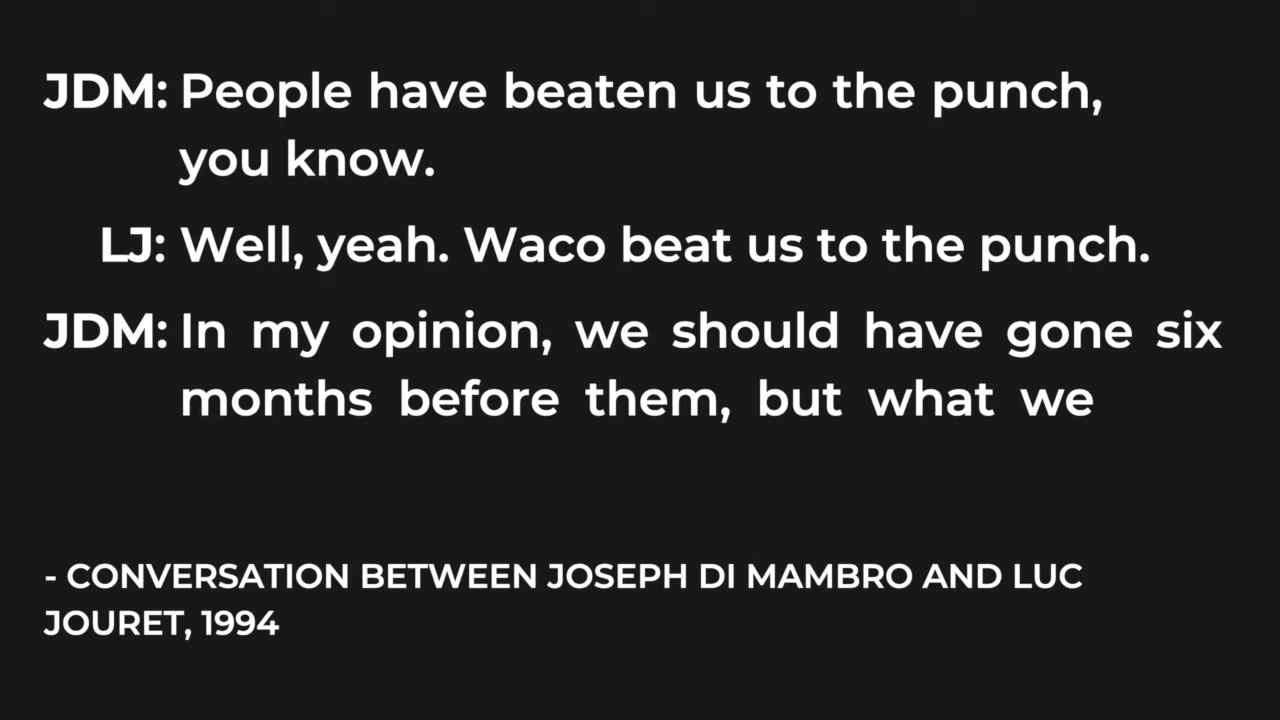 JDM: People have beaten us to the punch,
you know.
LJ: Well, yeah. Waco beat us to the punch.
JDM: In my opinion, we should have gone six
months before them, but what we
- CONVERSATION BETWEEN JOSEPH DI MAMBRO AND LUC
JOURET, 1994